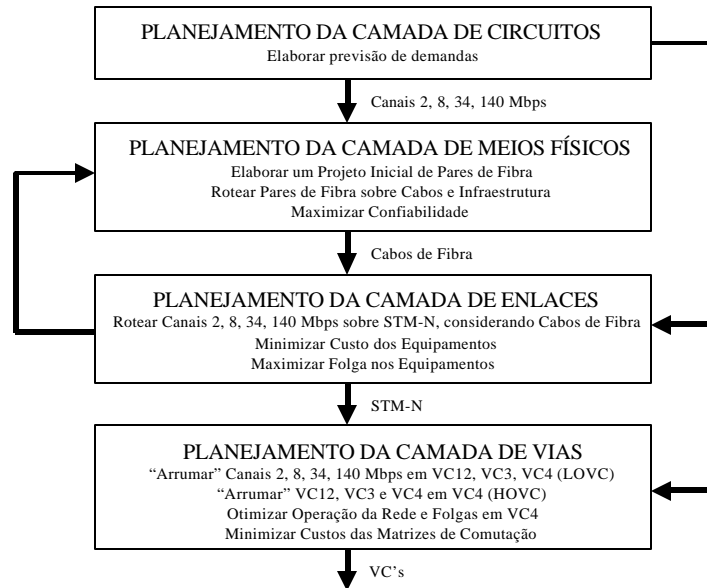 PLANEJAMENTO DA CAMADA DE CIRCUITOS
Elaborar previsão de demandas
Canais 2, 8, 34, 140 Mbps
PLANEJAMENTO DA CAMADA DE MEIOS FÍSICOS
Elaborar um Projeto Inicial de Pares de Fibra
Rotear Pares de Fibra sobre Cabos e Infraestrutura
Maximizar Confiabilidade
Cabos de Fibra
PLANEJAMENTO DA CAMADA DE ENLACES
Rotear Canais 2, 8, 34, 140 Mbps sobre STM-N, considerando Cabos de Fibra
Minimizar Custo dos Equipamentos
Maximizar Folga nos Equipamentos
STM-N
PLANEJAMENTO DA CAMADA DE VIAS
“Arrumar” Canais 2, 8, 34, 140 Mbps em VC12, VC3, VC4 (LOVC)
“Arrumar” VC12, VC3 e VC4 em VC4 (HOVC)
Otimizar Operação da Rede e Folgas em VC4
Minimizar Custos das Matrizes de Comutação
VC's